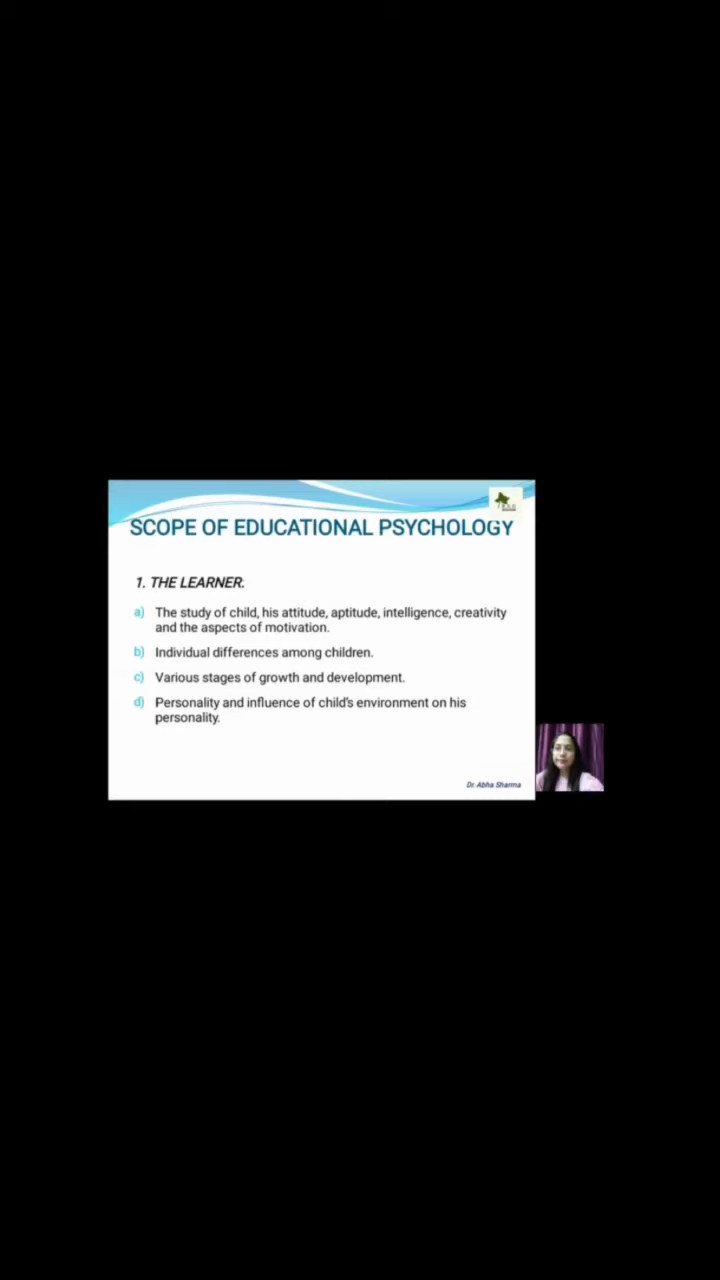 SCOPE OF EDUCATIONAL PSYCHOLOGY
1. THE LEARNER.
a) The study of child, his attitude, aptitude, intelligence, creativity
and the aspects of motivation.
b) Individual differences among children.
c) Various stages of growth and development.
d) Personality and influence of child's environment on his
personality.
Dr. Abha Sharma